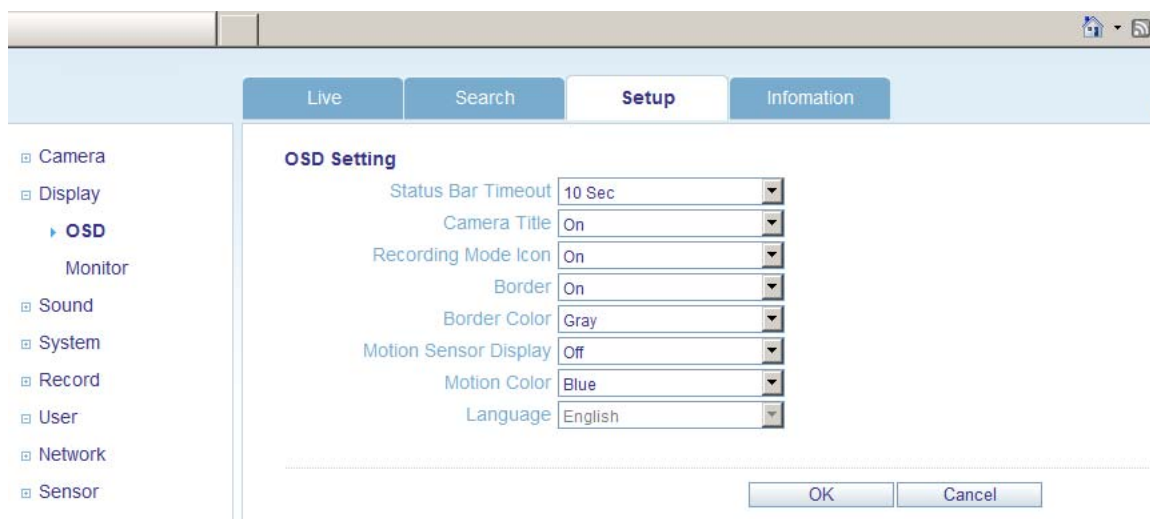 Live
Search
Setup
Infomation
Camera
Display
OSD
Monitor
Sound
System
Record
User
Network
Sensor
OSD Setting
Status Bar Timeout 10 Sec
Camera Title On
Recording Mode Icon On
Border On
Border Color Gray
Motion Sensor Display Off
Motion Color Blue
Language English
OK
Cancel